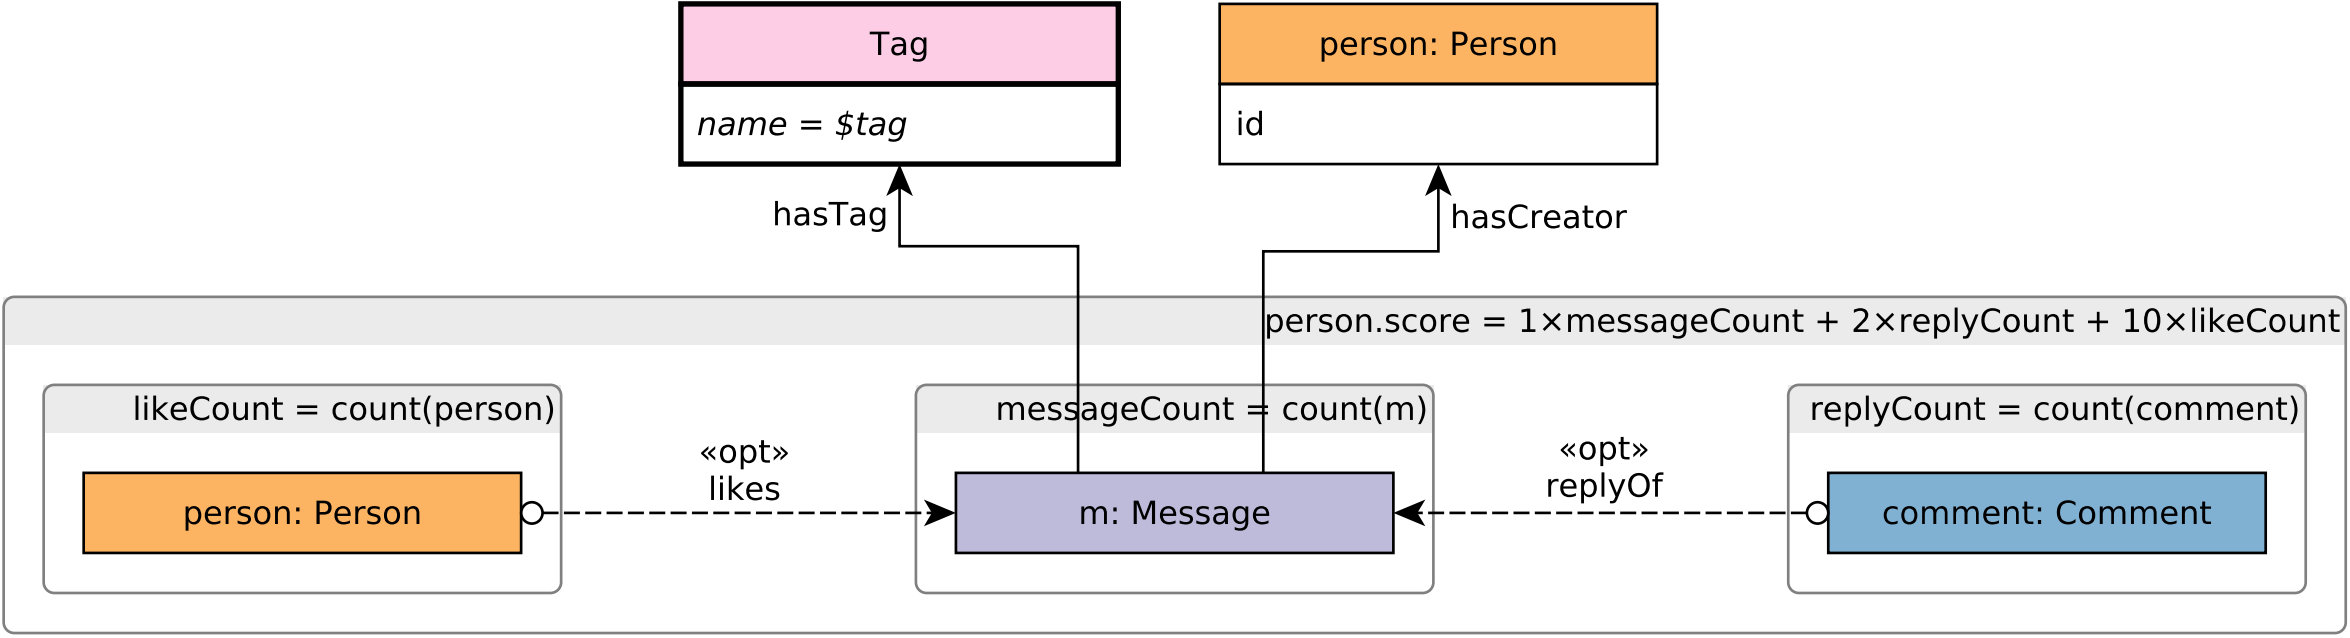 Tag
name = $tag
person: Person
id
hasTag
hasCreator
person.score = 1×messageCount + 2×replyCount + 10×likeCount
likeCount = count(person)
person: Person
«opt»
likes
messageCount = count(m)
m: Message
«opt»
replyOf
replyCount = count(comment)
comment: Comment